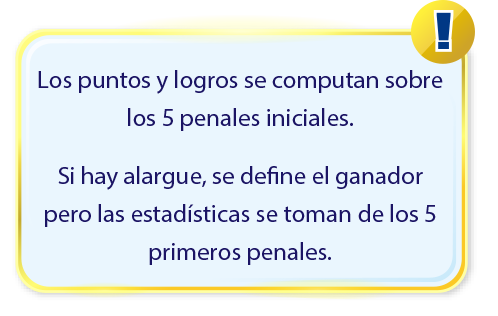 !
Los puntos y logros se computan sobre
los 5 penales iniciales.
Si hay alargue, se define el ganador
pero las estadísticas se toman de los 5
primeros penales.